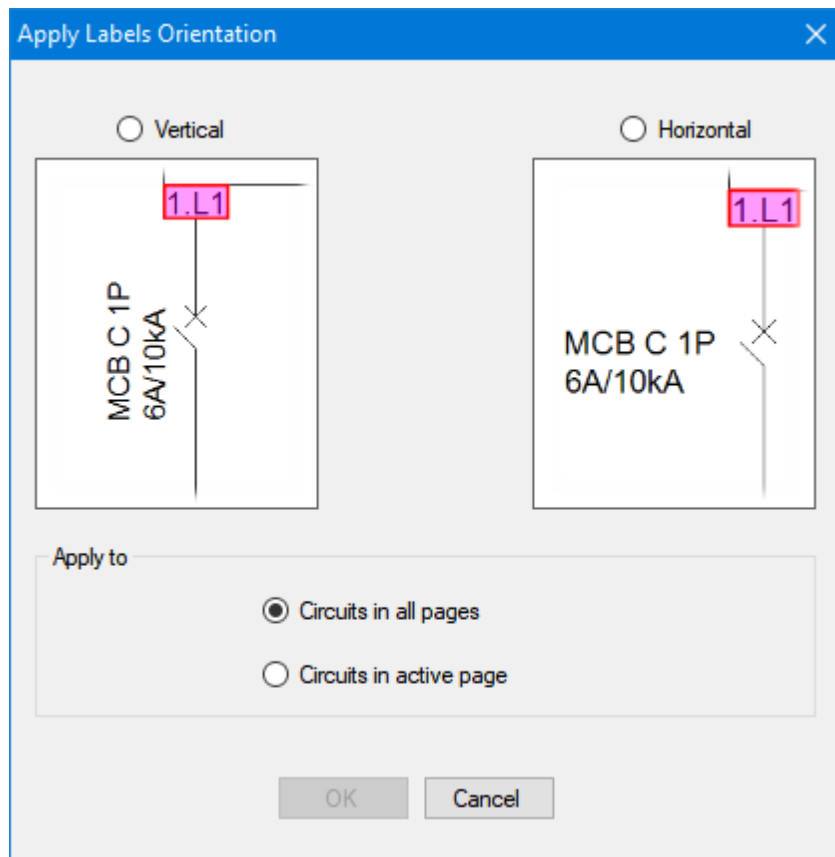 Apply Labels Orientation
Vertical
Horizontal
1.L1
MCB C 1P
6A/10kA
1.L1
MCB C 1P
6A/10kA
Apply to
Circuits in all pages
Circuits in active page
OK
Cancel